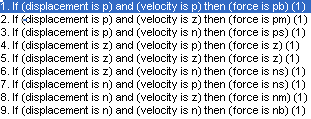 1. If (displacement is p) and (velocity is p) then (force is pb) (1)
2. If (displacement is p) and (velocity is z) then (force is pm) (1)
3. If (displacement is p) and (velocity is n) then (force is ps) (1)
4. If (displacement is z) and (velocity is p) then (force is z) (1)
5. If (displacement is z) and (velocity is z) then (force is z) (1)
6. If (displacement is z) and (velocity is n) then (force is ns) (1)
7. If (displacement is n) and (velocity is p) then (force is ns) (1)
8. If (displacement is n) and (velocity is z) then (force is nm) (1)
9. If (displacement is n) and (velocity is n) then (force is nb) (1)